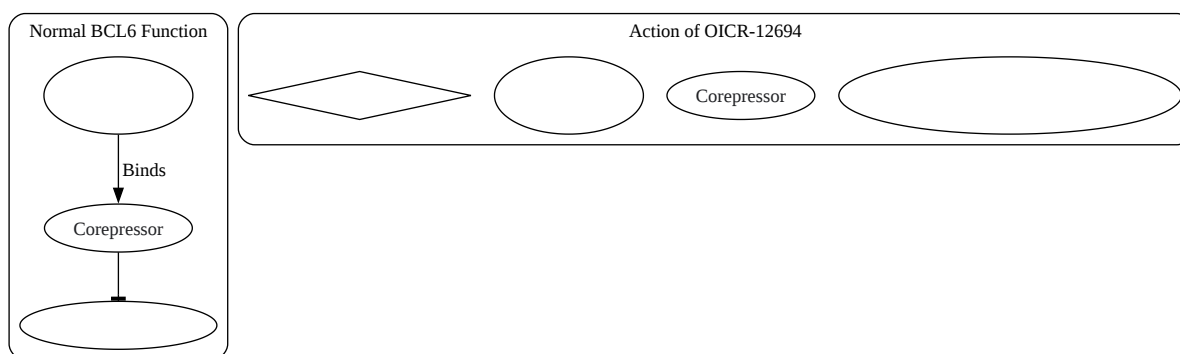 Normal BCL6 Function
Binds
Corepressor
Action of OICR-12694
Corepressor